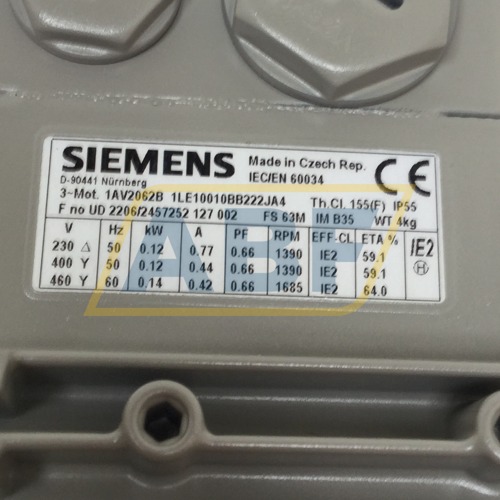 SIEMENS
Made in Czech Rep.
IEC/EN 60034
CE
D-90441 Nürnberg
3~Mot. 1AV2062B 1LE10010BB222JA4 Th.Cl. 155(F) IP55
F no UD 2206/2457252 127 002 FS 63M IM B35 WT 4kg
V Hz kW A PF RPM EFF-CL ETA % IE2
230 Δ 50 0.12 0.77 0.66 1390 IE2 59.1
400 Y 50 0.12 0.44 0.66 1390 IE2 59.1
460 Y 60 0.14 0.42 0.66 1685 IE2 64.0
H
ABF